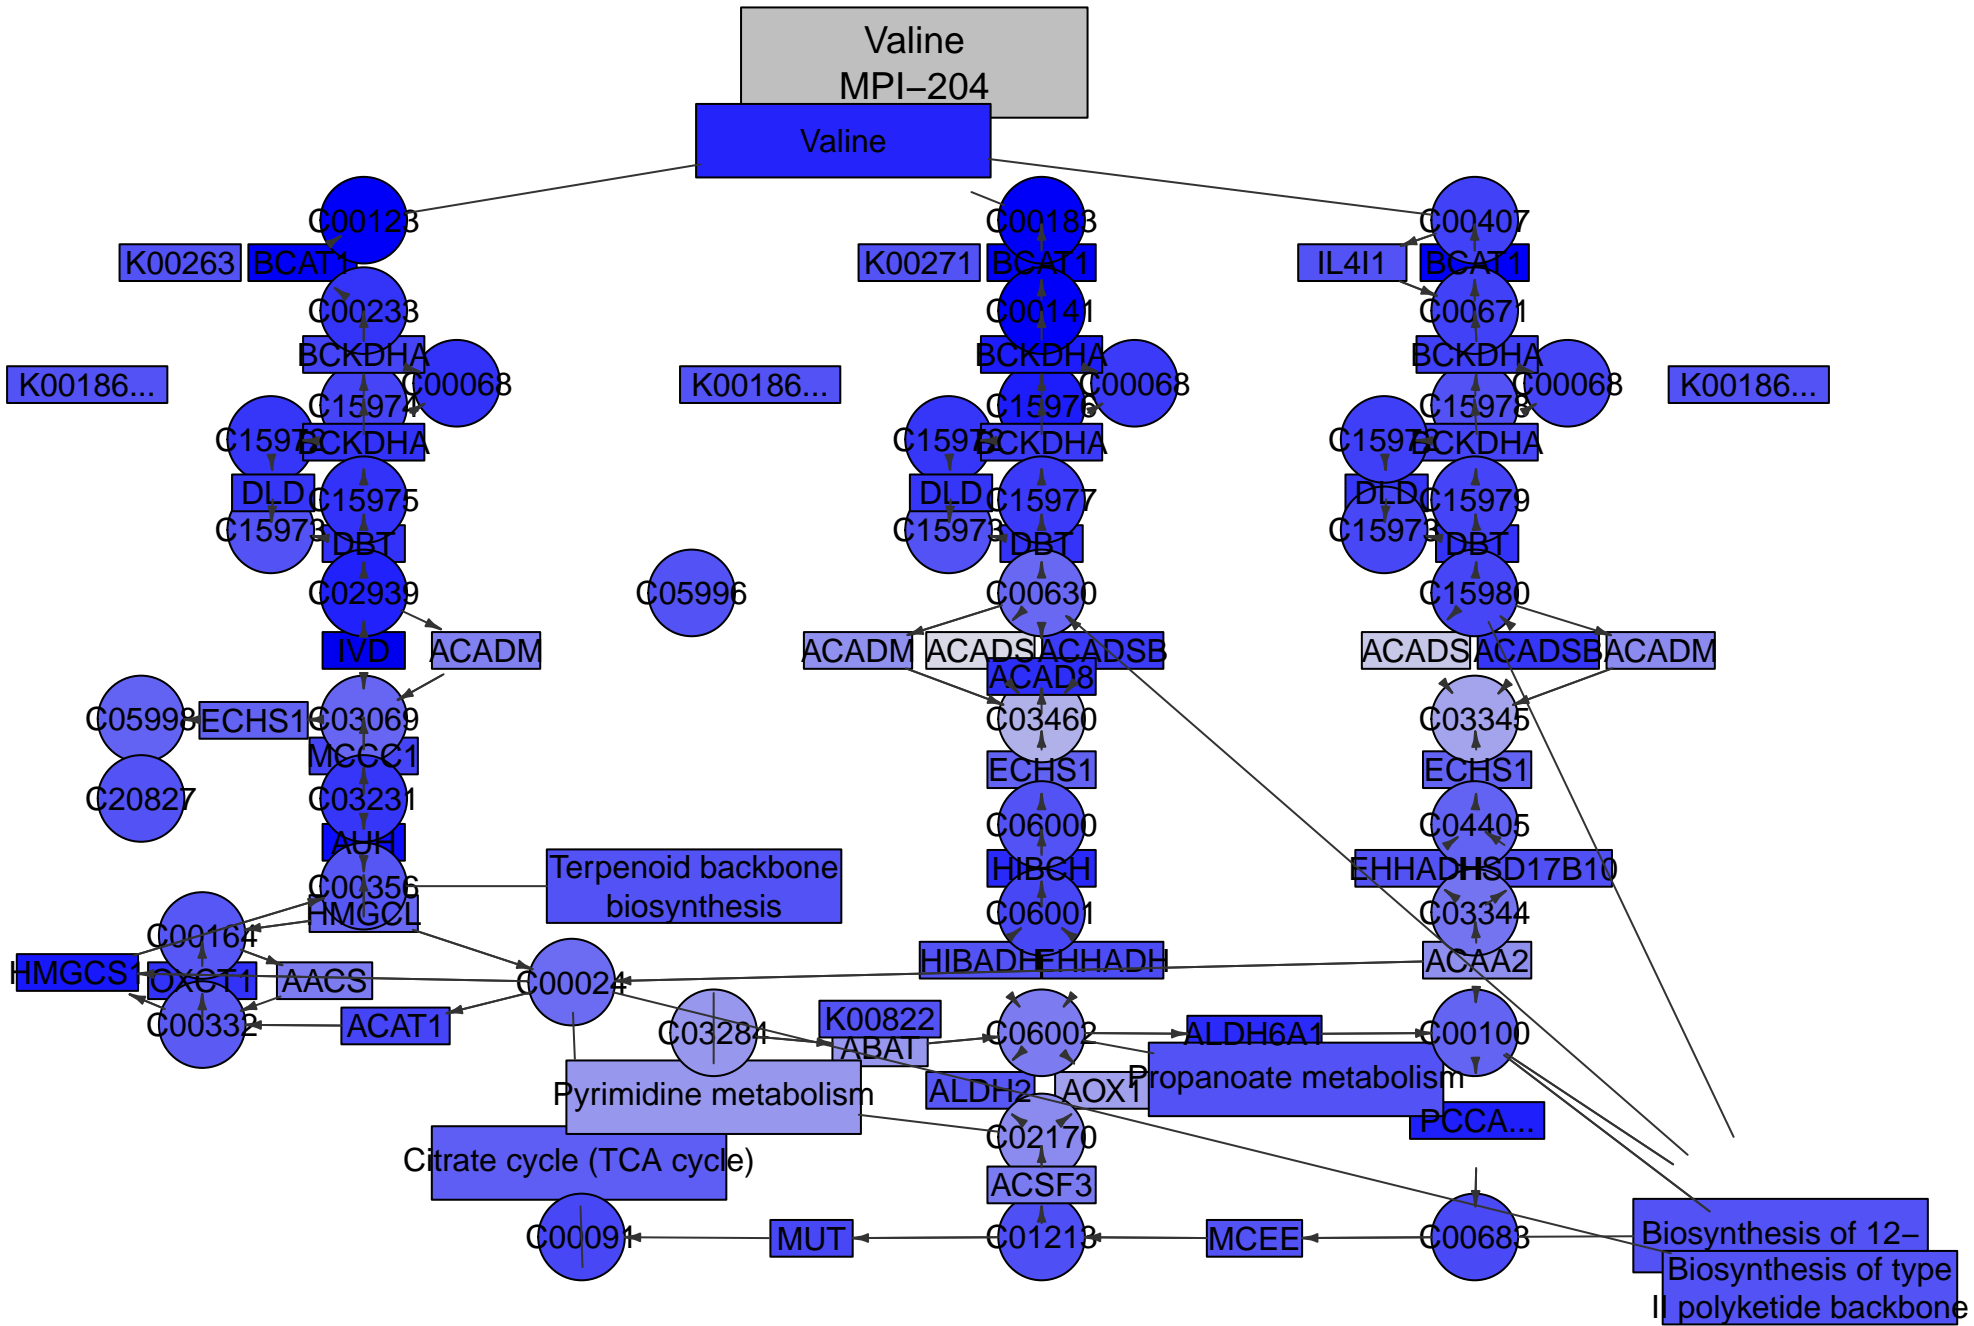 Valine
MPI−204
Valine
C00123
C00183
C00407
K00263
BCAT1
K00271
BCAT1
IL4I1
BCAT1
C00233
C00141
C00671
BCKDHA
BCKDHA
BCKDHA
K00186...
C00068
K00186...
C00068
C00068
K00186...
C15974
C15976
C15978
C15972
BCKDHA
C15972
BCKDHA
C15972
BCKDHA
DLD
C15975
DLD
C15977
DLD
C15979
C15973
DBT
C15973
DBT
C15973
DBT
C02939
C05996
C00630
C15980
IVD
ACADM
ACADM
ACADS
ACADSB
ACADS
ACADSB
ACADM
ACAD8
C05998
ECHS1
C03069
C03460
C03345
MCCC1
ECHS1
ECHS1
C20827
C03231
C06000
C04405
AUH
HIBCH
EHHADH
HSD17B10
C00356
Terpenoid backbone
biosynthesis
HMGCL
C06001
C03344
C00164
HIBADH
EHHADH
ACAA2
HMGCS1
OXCT1
AACS
C00024
C00332
ACAT1
C03284
K00822
ABAT
C06002
ALDH6A1
C00100
Pyrimidine metabolism
ALDH2
AOX1
Propanoate metabolism
PCCA...
C02170
Citrate cycle (TCA cycle)
ACSF3
C00091
MUT
C01213
MCEE
C00683
Biosynthesis of 12−
Biosynthesis of type
II polyketide backbone